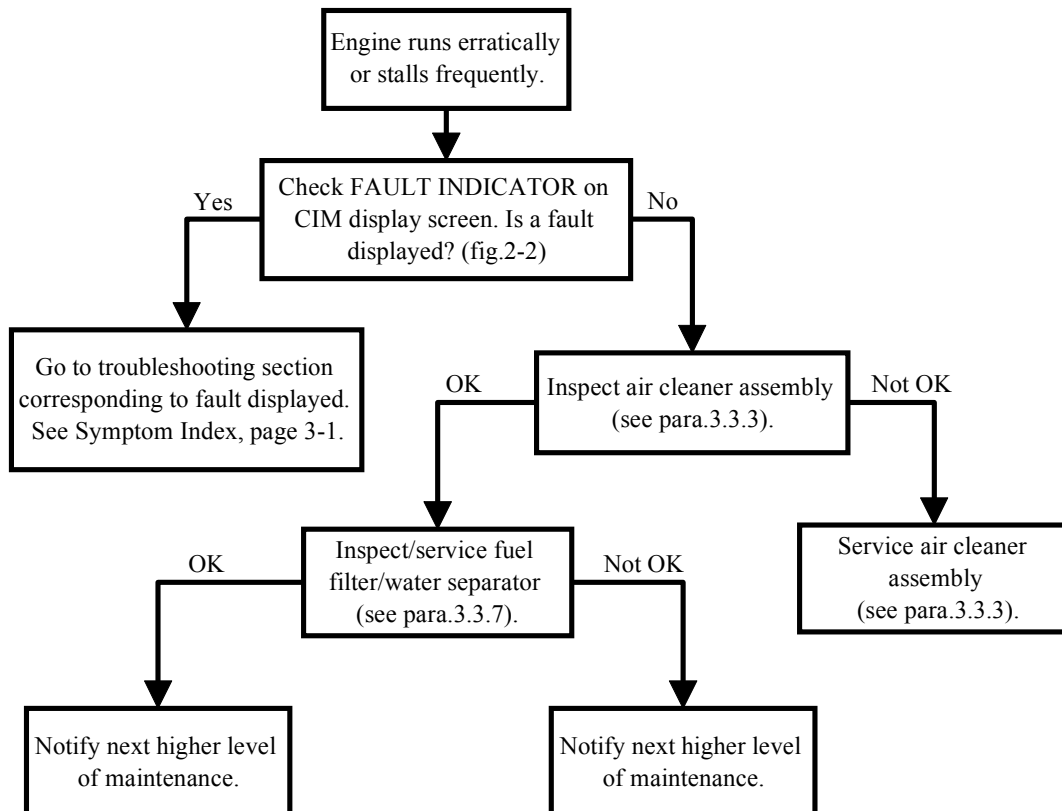 Engine runs erratically
or stalls frequently.
Check FAULT INDICATOR on
CIM display screen. Is a fault
displayed? (fig.2-2)
Yes
No
Go to troubleshooting section
corresponding to fault displayed.
See Symptom Index, page 3-1.
OK
Inspect air cleaner assembly
(see para.3.3.3).
Not OK
OK
Inspect/service fuel
filter/water separator
(see para.3.3.7).
Not OK
Service air cleaner
assembly
(see para.3.3.3).
Notify next higher level
of maintenance.
Notify next higher level
of maintenance.